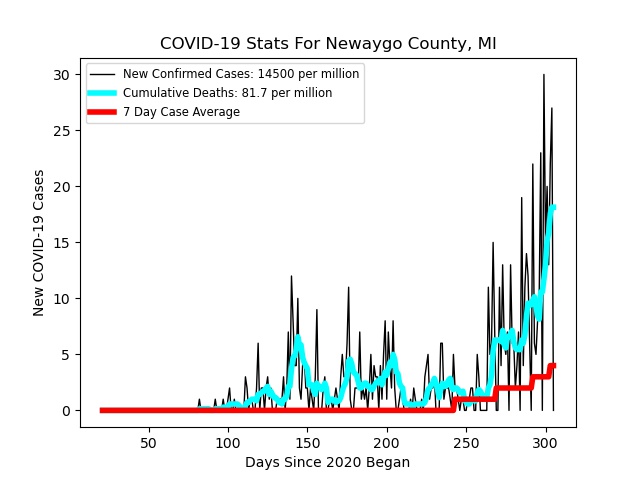 COVID-19 Stats For Newaygo County, MI
New Confirmed Cases: 14500 per million
Cumulative Deaths: 81.7 per million
7 Day Case Average
New COVID-19 Cases
30
25
20
15
10
5
0
50 100 150 200 250 300
Days Since 2020 Began